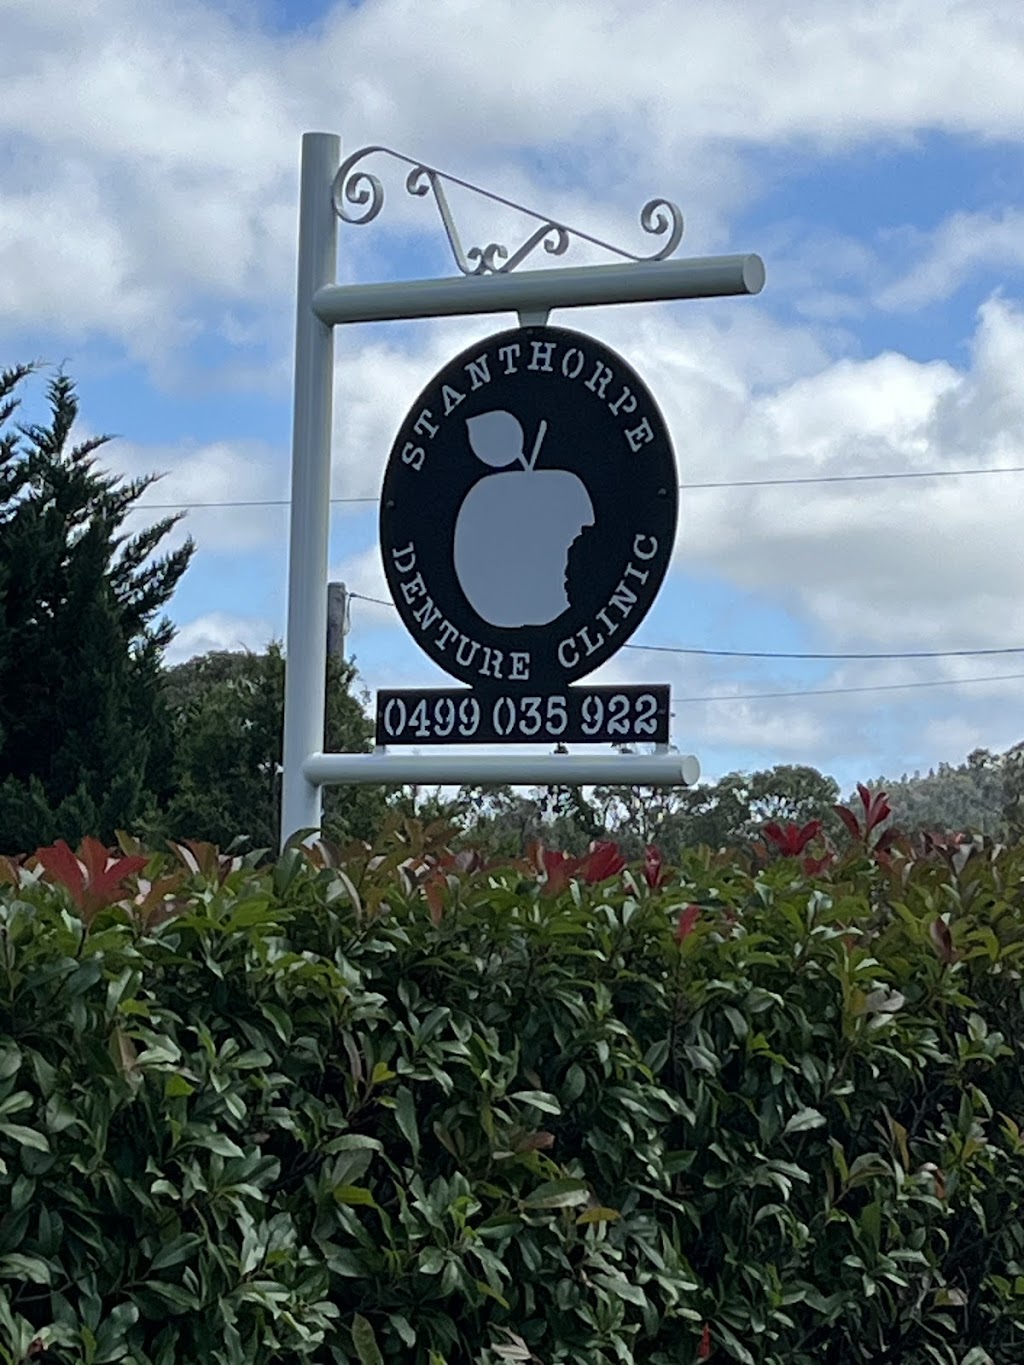 STANTHORPE
DENTURE CLINIC
0499 035 922